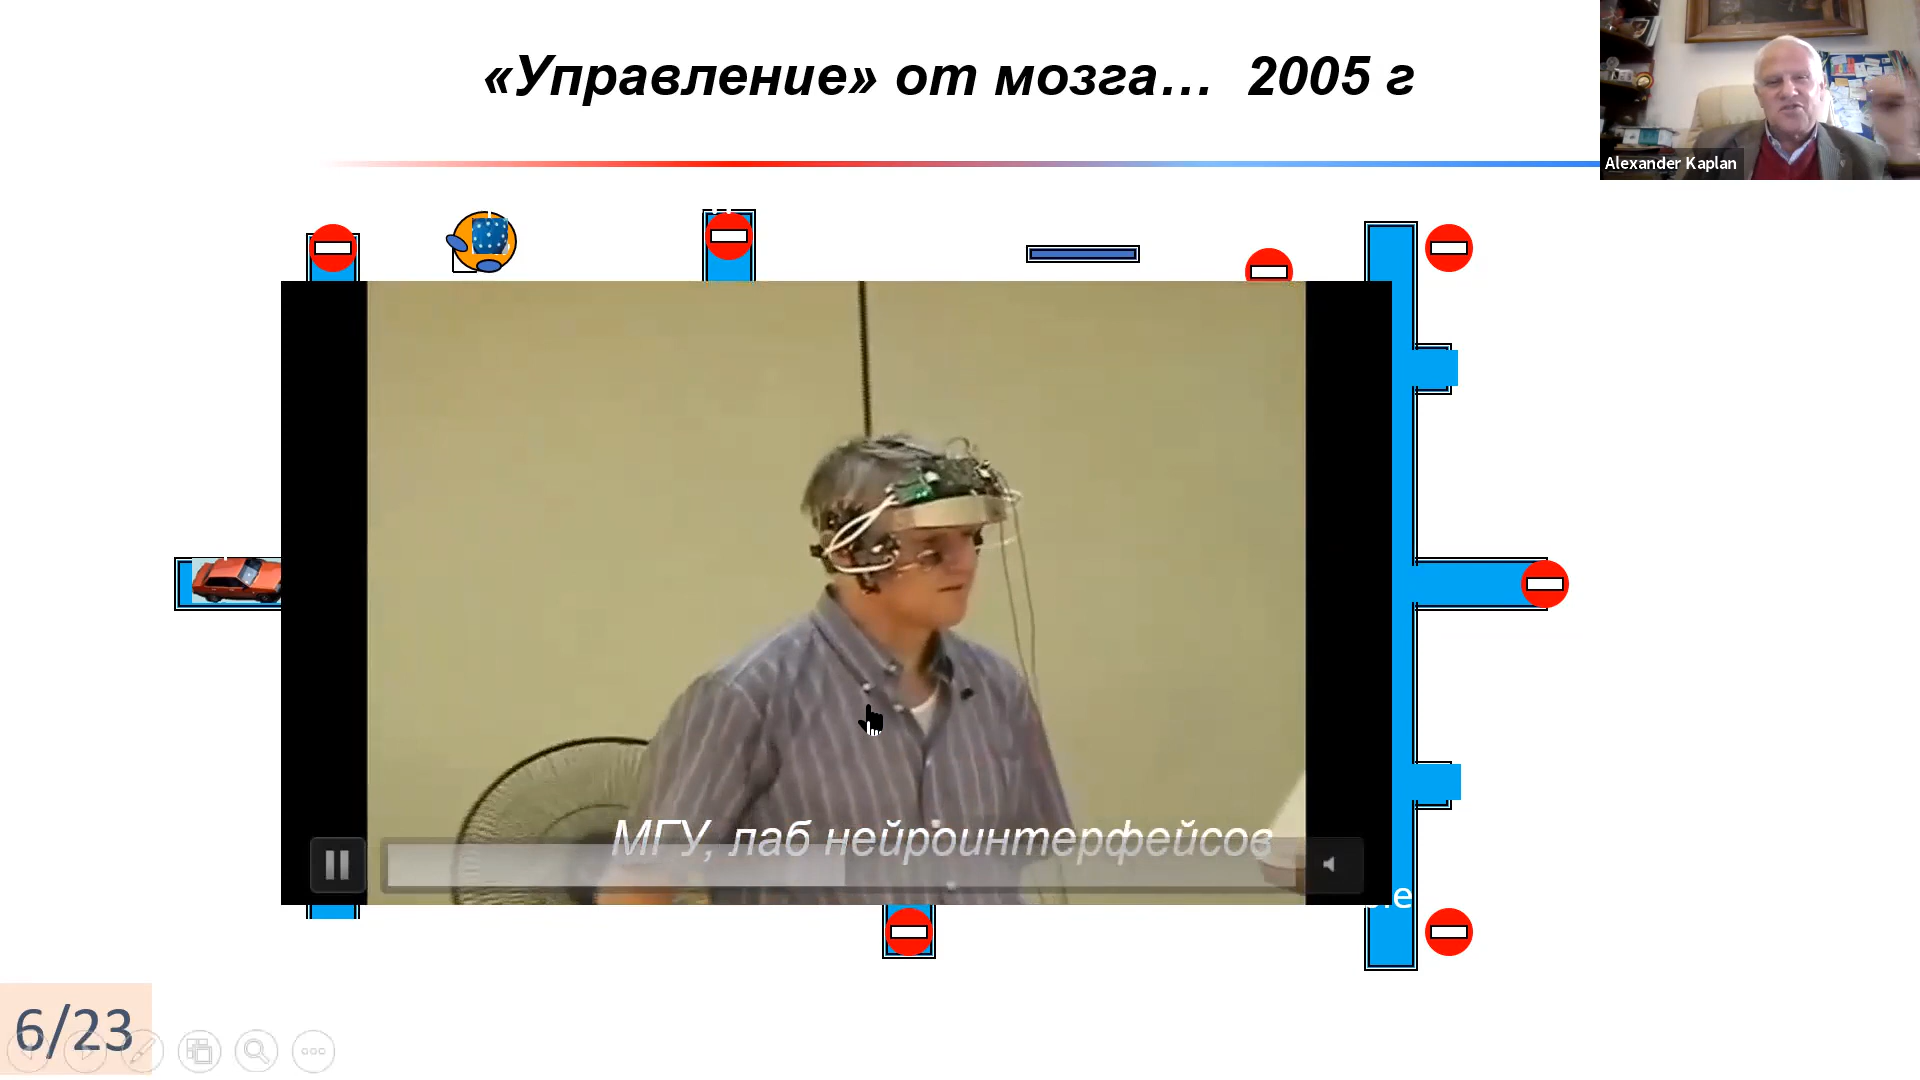 «Управление» от мозга... 2005 г
Alexander Kaplan
МГУ, лаб нейроинтерфейсов
6/23